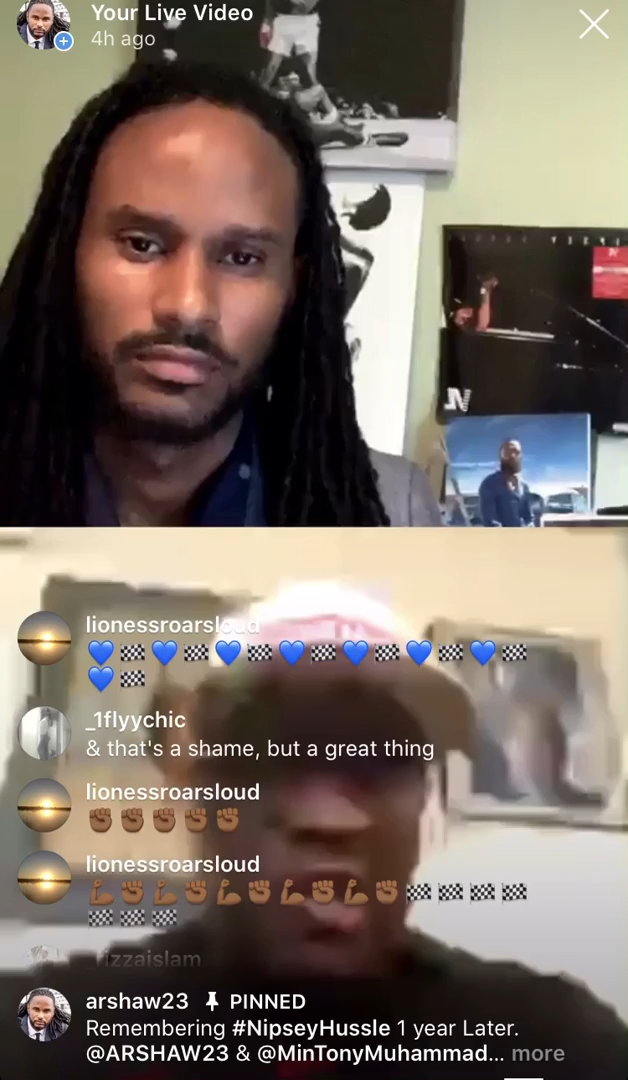 Your Live Video
4h ago
lionessroarsloud
💙🏁💙🏁💙🏁💙🏁💙🏁💙🏁💙🏁
💙🏁
_1flyychic
& that's a shame, but a great thing
lionessroarsloud
✊🏾✊🏾✊🏾✊🏾✊🏾
lionessroarsloud
💪🏾✊🏾💪🏾✊🏾💪🏾✊🏾💪🏾✊🏾💪🏾✊🏾🏁🏁🏁🏁
🏁🏁🏁
rizzaislam
arshaw23 📌 PINNED
Remembering #NipseyHussle 1 year Later.
@ARSHAW23 & @MinTonyMuhammad... more